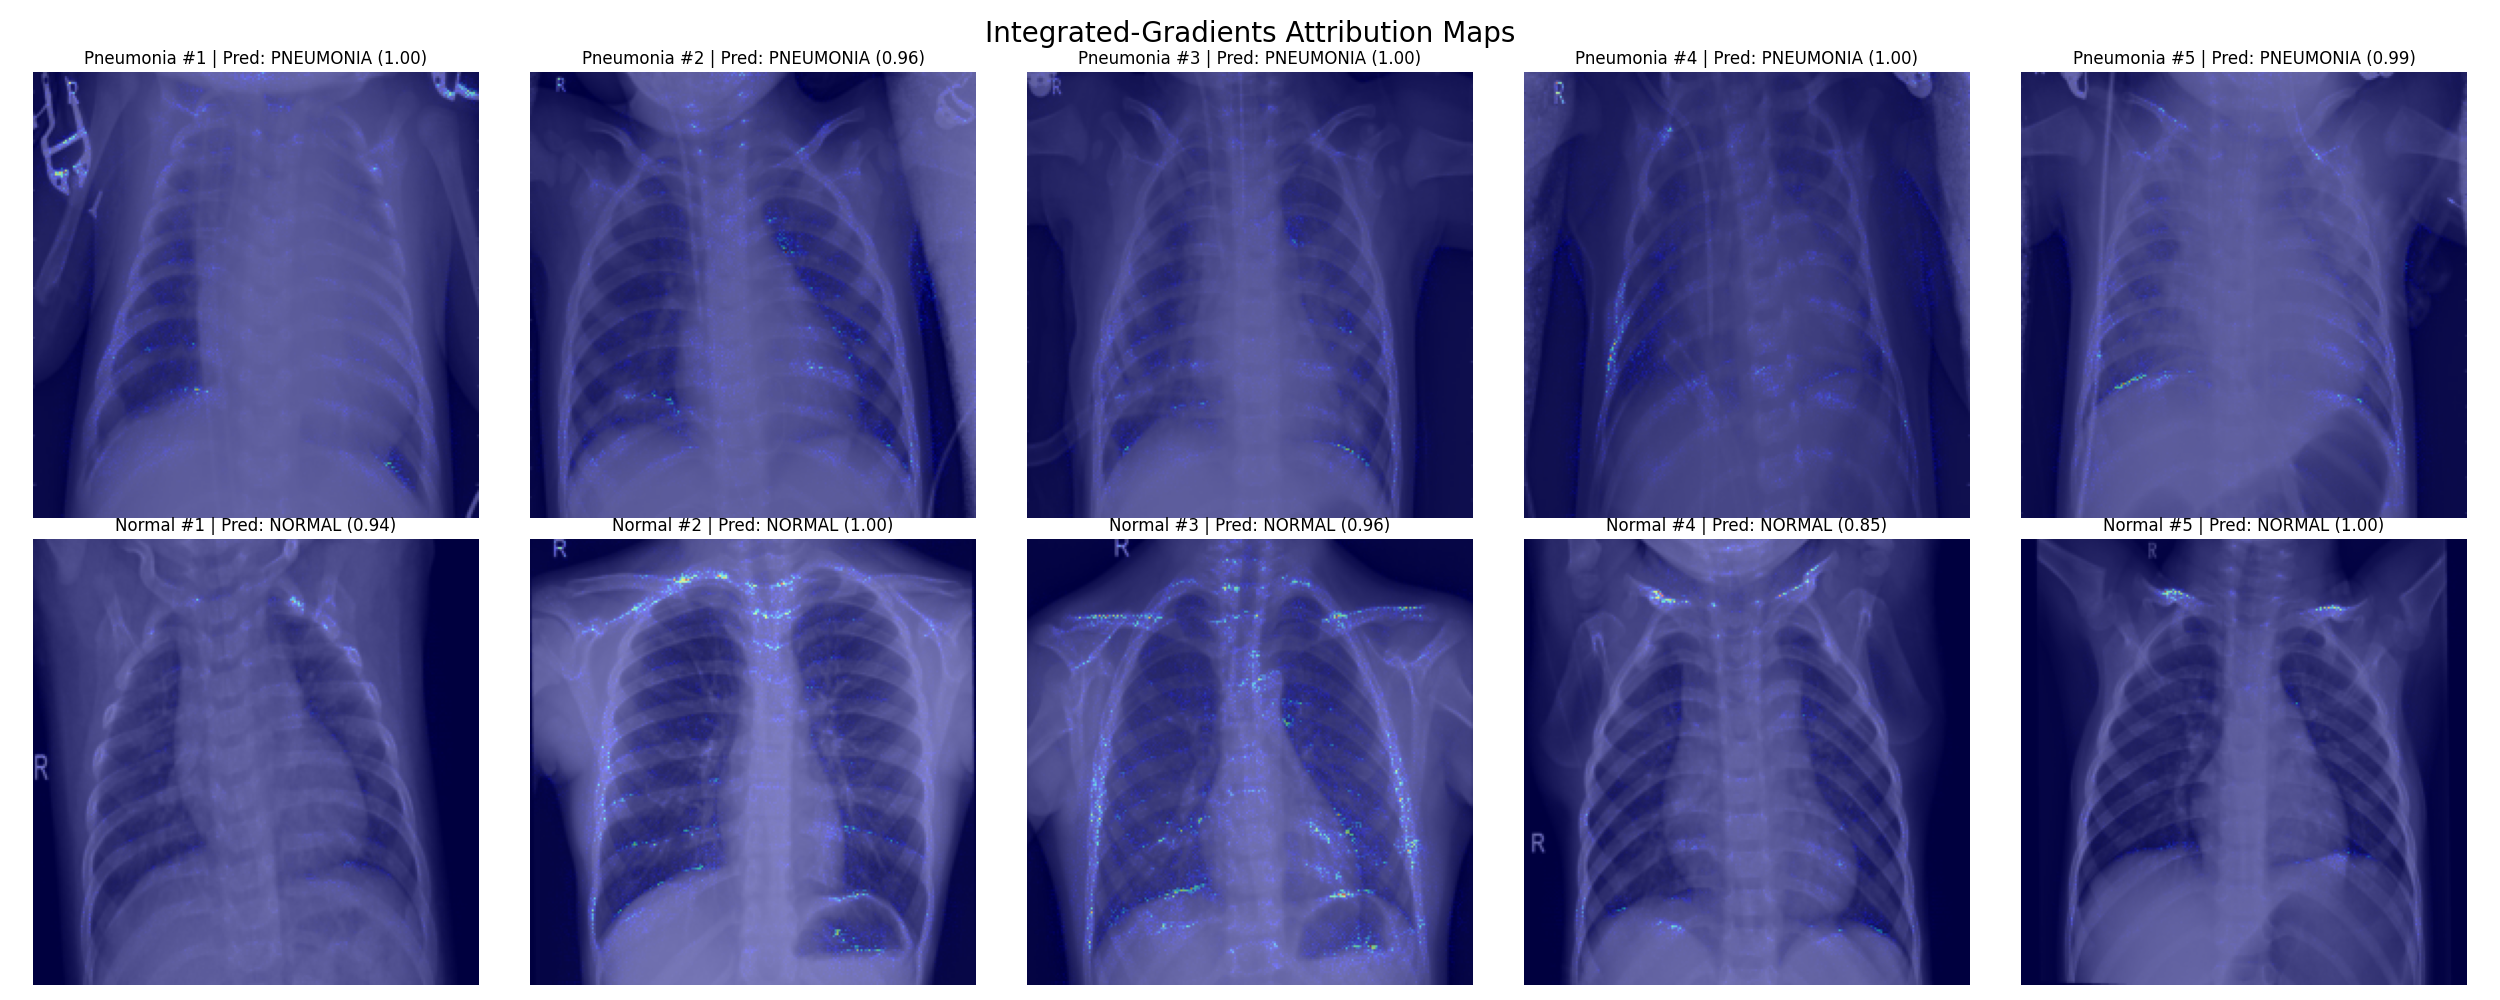 Integrated-Gradients Attribution Maps
Pneumonia #1 | Pred: PNEUMONIA (1.00)
Pneumonia #2 | Pred: PNEUMONIA (0.96)
Pneumonia #3 | Pred: PNEUMONIA (1.00)
Pneumonia #4 | Pred: PNEUMONIA (1.00)
Pneumonia #5 | Pred: PNEUMONIA (0.99)
R
R
R
R
Normal #1 | Pred: NORMAL (0.94)
Normal #2 | Pred: NORMAL (1.00)
Normal #3 | Pred: NORMAL (0.96)
Normal #4 | Pred: NORMAL (0.85)
Normal #5 | Pred: NORMAL (1.00)
R
R
R
R
R